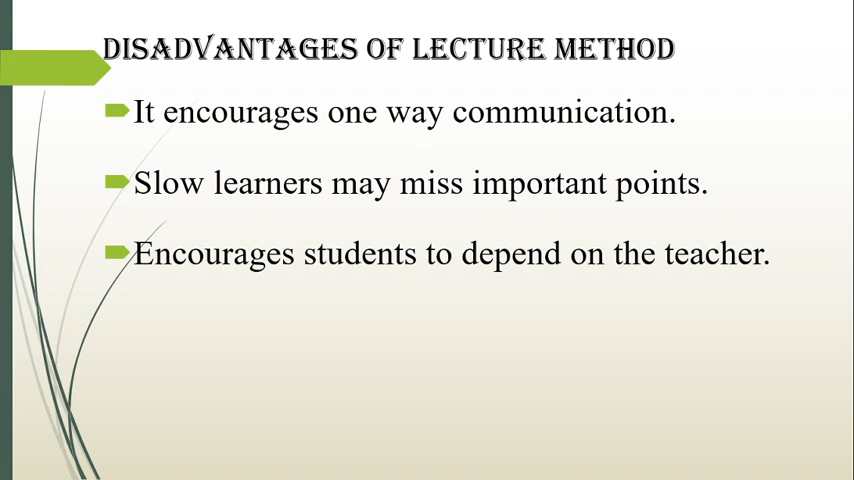 DISADVANTAGES OF LECTURE METHOD
It encourages one way communication.
Slow learners may miss important points.
Encourages students to depend on the teacher.